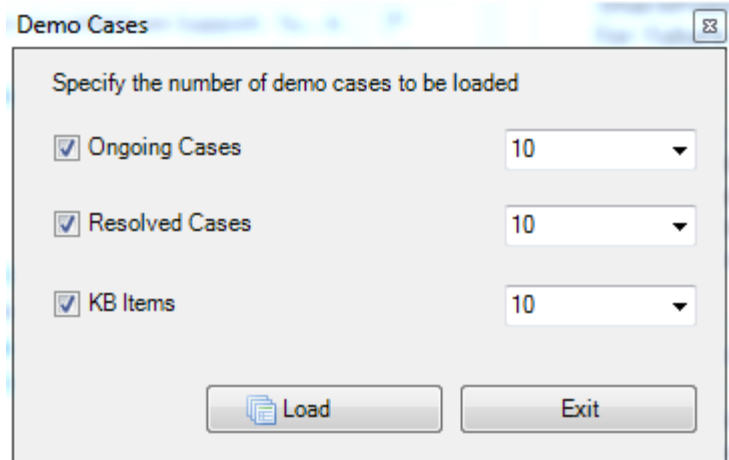 Demo Cases
Specify the number of demo cases to be loaded
Ongoing Cases 10
Resolved Cases 10
KB Items 10
Load Exit